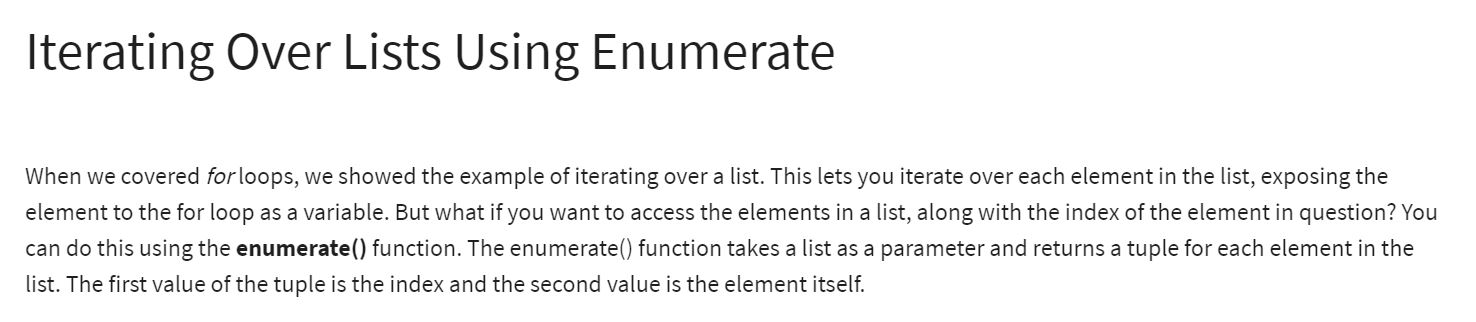 Iterating Over Lists Using Enumerate
When we covered for loops, we showed the example of iterating over a list. This lets you iterate over each element in the list, exposing the
element to the for loop as a variable. But what if you want to access the elements in a list, along with the index of the element in question? You
can do this using the enumerate() function. The enumerate() function takes a list as a parameter and returns a tuple for each element in the
list. The first value of the tuple is the index and the second value is the element itself.